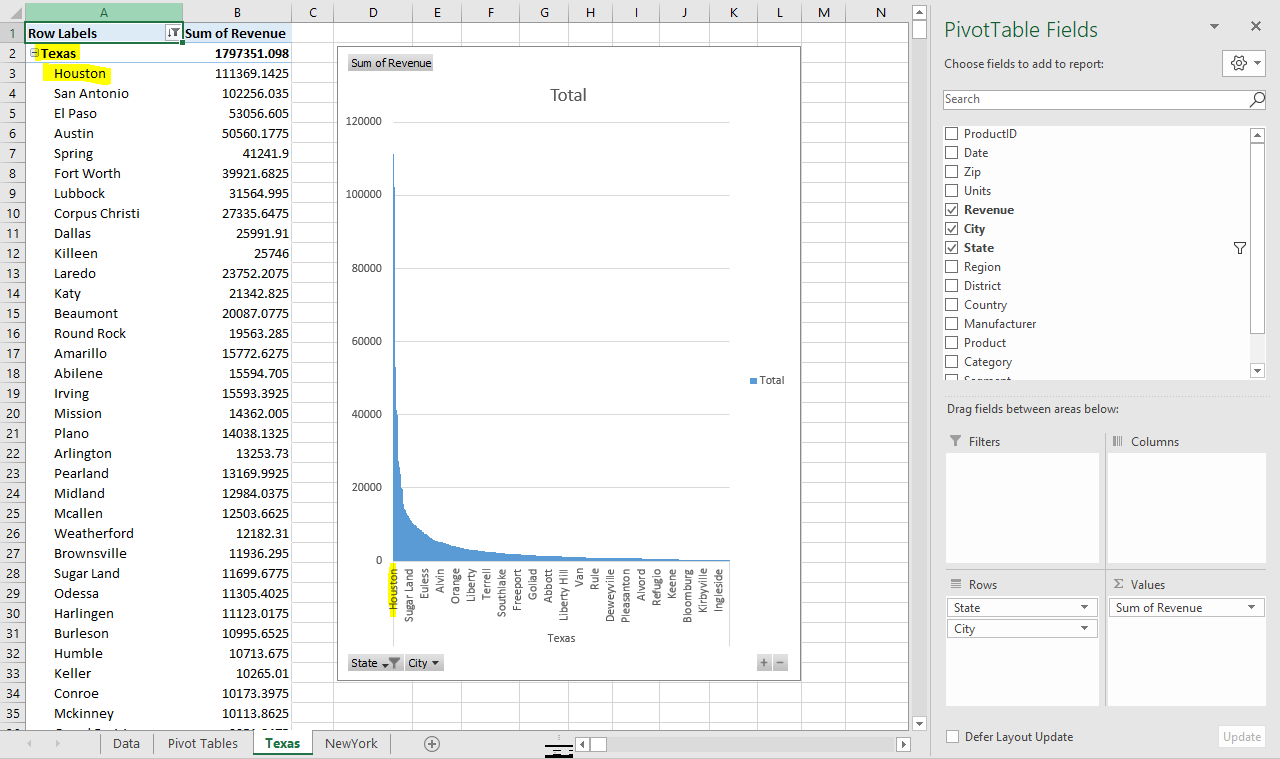 A B C D E F G H I J K L M N
1 Row Labels Sum of Revenue
2 Texas 1797351.098
3 Houston 111369.1425
4 San Antonio 102256.035
5 El Paso 53056.605
6 Austin 50560.1775
7 Spring 41241.9
8 Fort Worth 39921.6825
9 Lubbock 31564.995
10 Corpus Christi 27335.6475
11 Dallas 25991.91
12 Killeen 25746
13 Laredo 23752.2075
14 Katy 21342.825
15 Beaumont 20087.0775
16 Round Rock 19563.285
17 Amarillo 15772.6275
18 Abilene 15594.705
19 Irving 15593.3925
20 Mission 14362.005
21 Plano 14038.1325
22 Arlington 13253.73
23 Pearland 13169.9925
24 Midland 12984.0375
25 Mcallen 12503.6625
26 Weatherford 12182.31
27 Brownsville 11936.295
28 Sugar Land 11699.6775
29 Odessa 11305.4025
30 Harlingen 11123.0175
31 Burleson 10995.6525
32 Humble 10713.675
33 Keller 10265.01
34 Conroe 10173.3975
35 Mckinney 10113.8625
Sum of Revenue
Total
120000
100000
80000
60000
40000
20000
0
Total
Houston
Sugar Land
Euless
Alvin
Orange
Liberty
Terrell
Southlake
Freeport
Goliad
Abbott
Liberty Hill
Van
Rule
Deweyville
Pleasanton
Alvord
Refugio
Keene
Bloomburg
Kirbyville
Ingleside
Texas
State City
Data Pivot Tables Texas NewYork
PivotTable Fields
Choose fields to add to report:
Search
ProductID
Date
Zip
Units
Revenue
City
State
Region
District
Country
Manufacturer
Product
Category
Segment
Drag fields between areas below:
Filters Columns
Rows Σ Values
State Sum of Revenue
City
Defer Layout Update Update